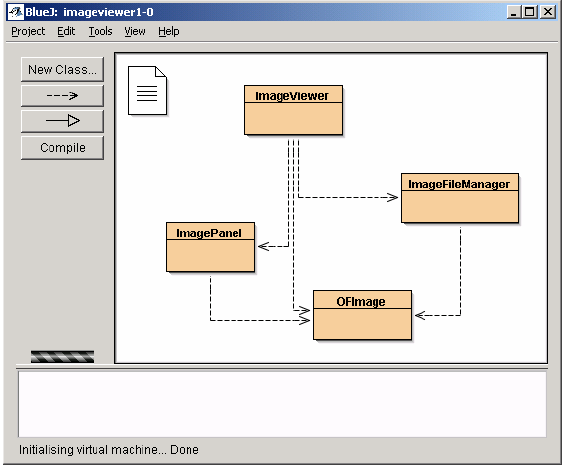 BlueJ: imageviewer1-0
Project Edit Tools View Help
New Class...
Compile
ImageViewer
ImageFileManager
ImagePanel
OFImage
Initialising virtual machine... Done